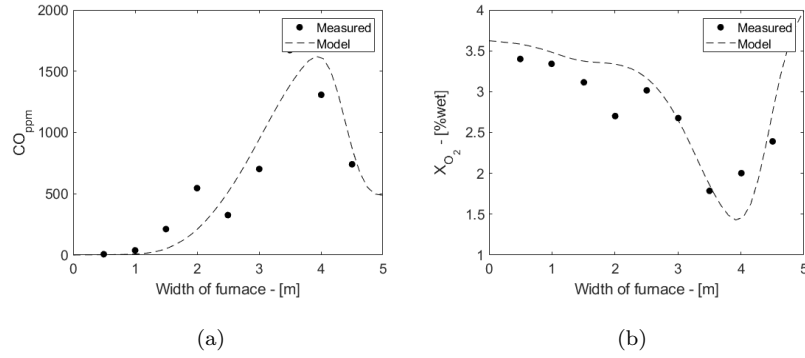 2000
1500
1000
500
0
CO_ppm
0 1 2 3 4 5
Width of furnace - [m]
Measured
Model
(a)
4
3.5
3
2.5
2
1.5
1
X_O2 - [%wet]
0 1 2 3 4 5
Width of furnace - [m]
Measured
Model
(b)